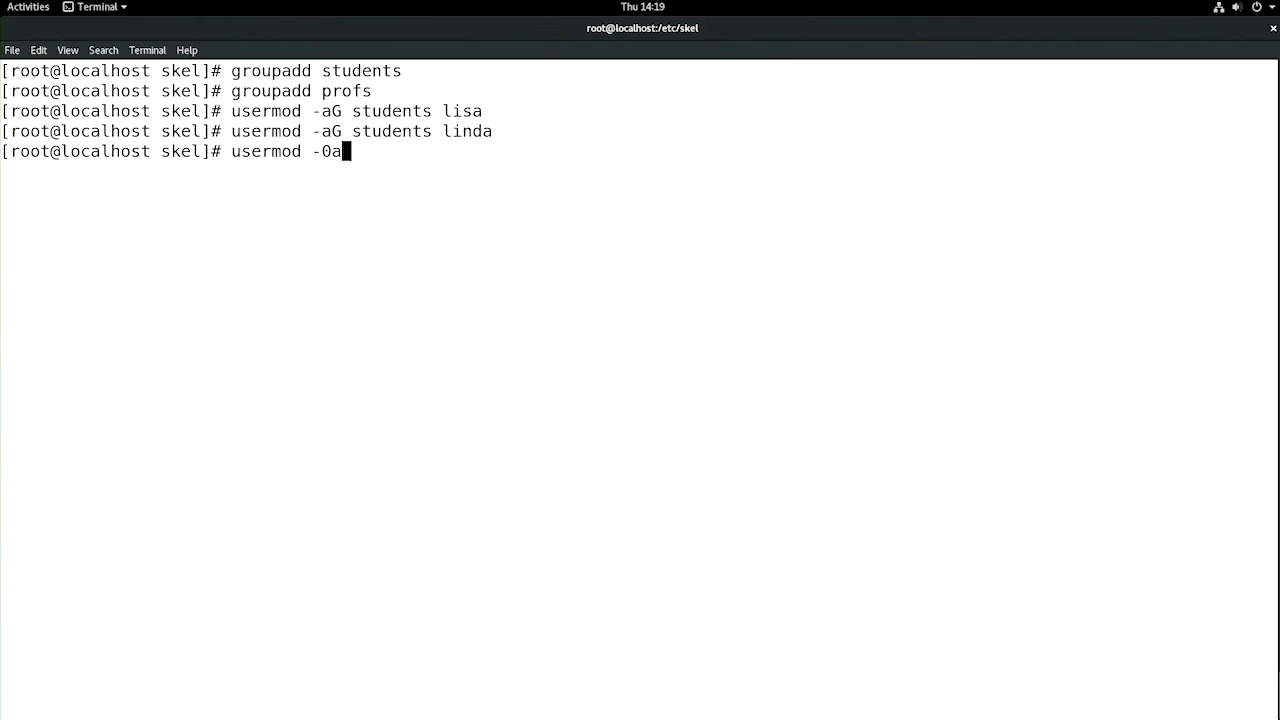 Activities Terminal Thu 14:19
root@localhost:/etc/skel
File Edit View Search Terminal Help
[root@localhost skel]# groupadd students
[root@localhost skel]# groupadd profs
[root@localhost skel]# usermod -aG students lisa
[root@localhost skel]# usermod -aG students linda
[root@localhost skel]# usermod -0a